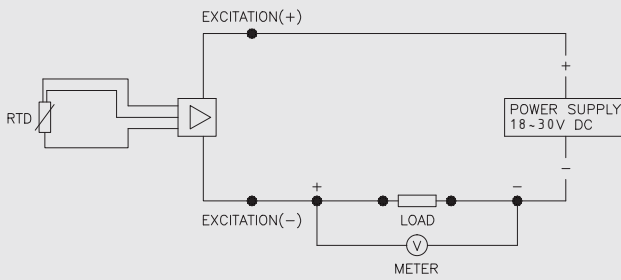 EXCITATION(+)
+
RTD
POWER SUPPLY
18~30V DC
–
+
–
EXCITATION(–)
LOAD
V
METER